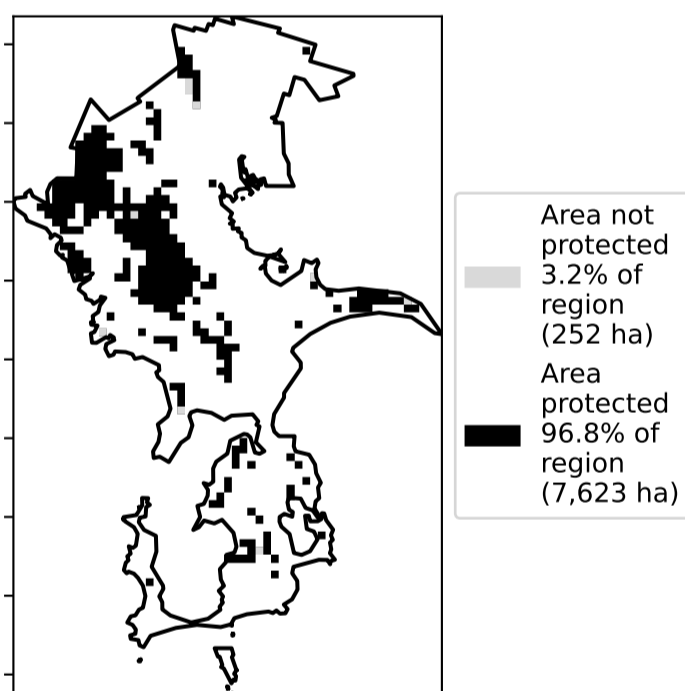 Area not
protected
3.2% of
region
(252 ha)
Area
protected
96.8% of
region
(7,623 ha)